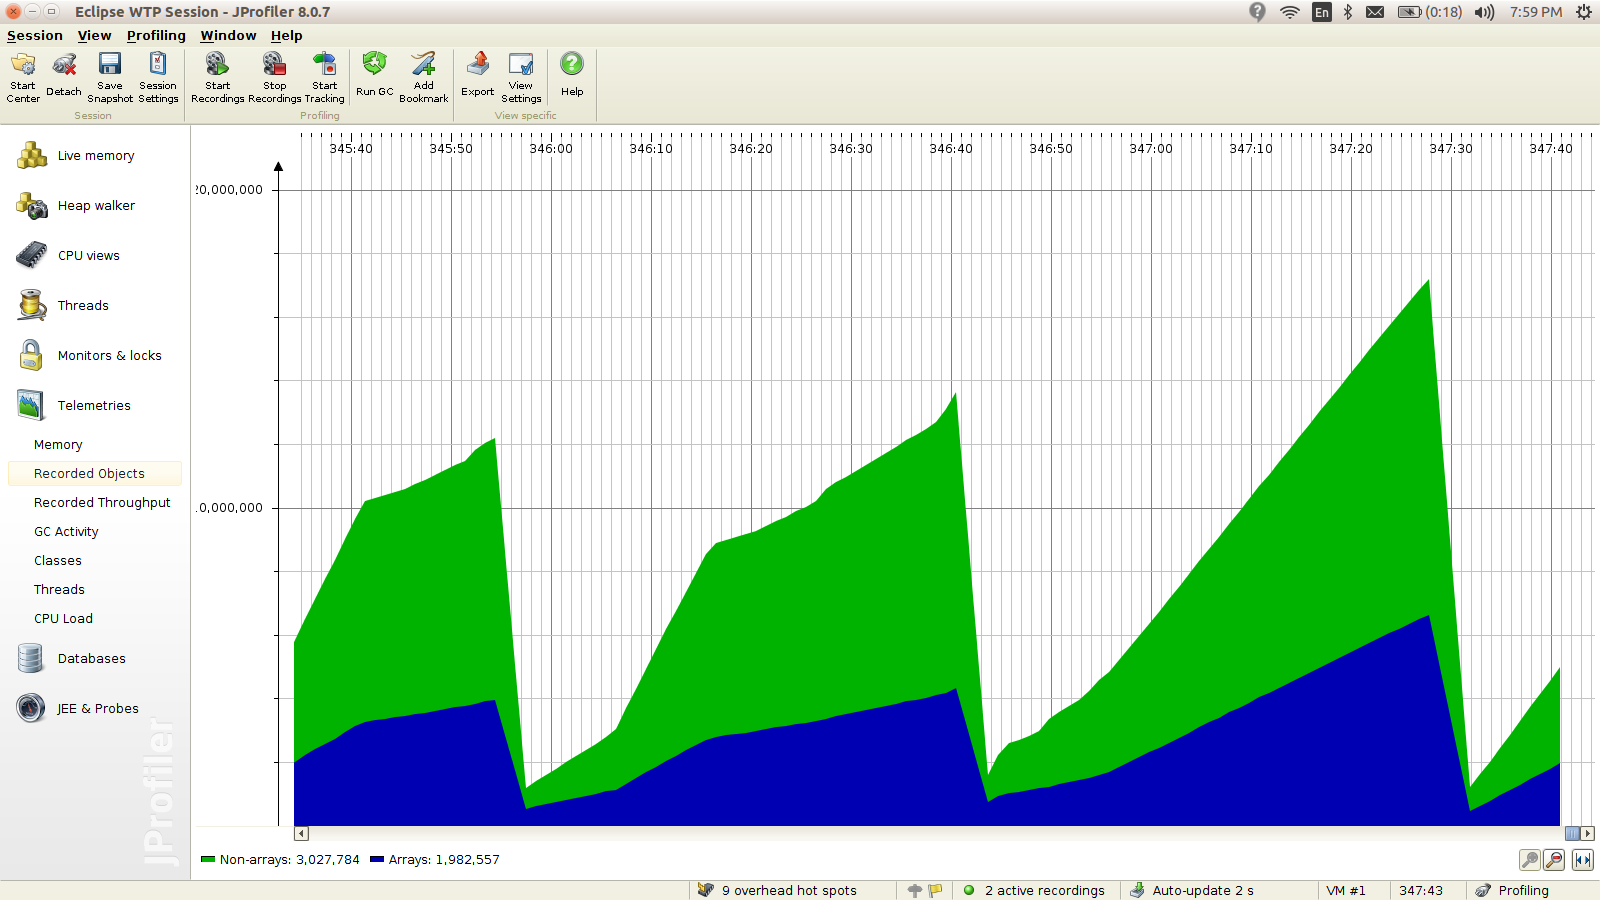 Eclipse WTP Session - JProfiler 8.0.7
En (0:18) 7:59 PM
Session View Profiling Window Help
Start Center Detach Save Snapshot Session Settings Start Recordings Stop Recordings Start Tracking Run GC Add Bookmark Export View Settings Help
Session Profiling View specific
345:40 345:50 346:00 346:10 346:20 346:30 346:40 346:50 347:00 347:10 347:20 347:30 347:40
20,000,000
.0,000,000
Live memory
Heap walker
CPU views
Threads
Monitors & locks
Telemetries
Memory
Recorded Objects
Recorded Throughput
GC Activity
Classes
Threads
CPU Load
Databases
JEE & Probes
JProfiler
Non-arrays: 3,027,784 Arrays: 1,982,557
9 overhead hot spots 2 active recordings Auto-update 2 s VM #1 347:43 Profiling